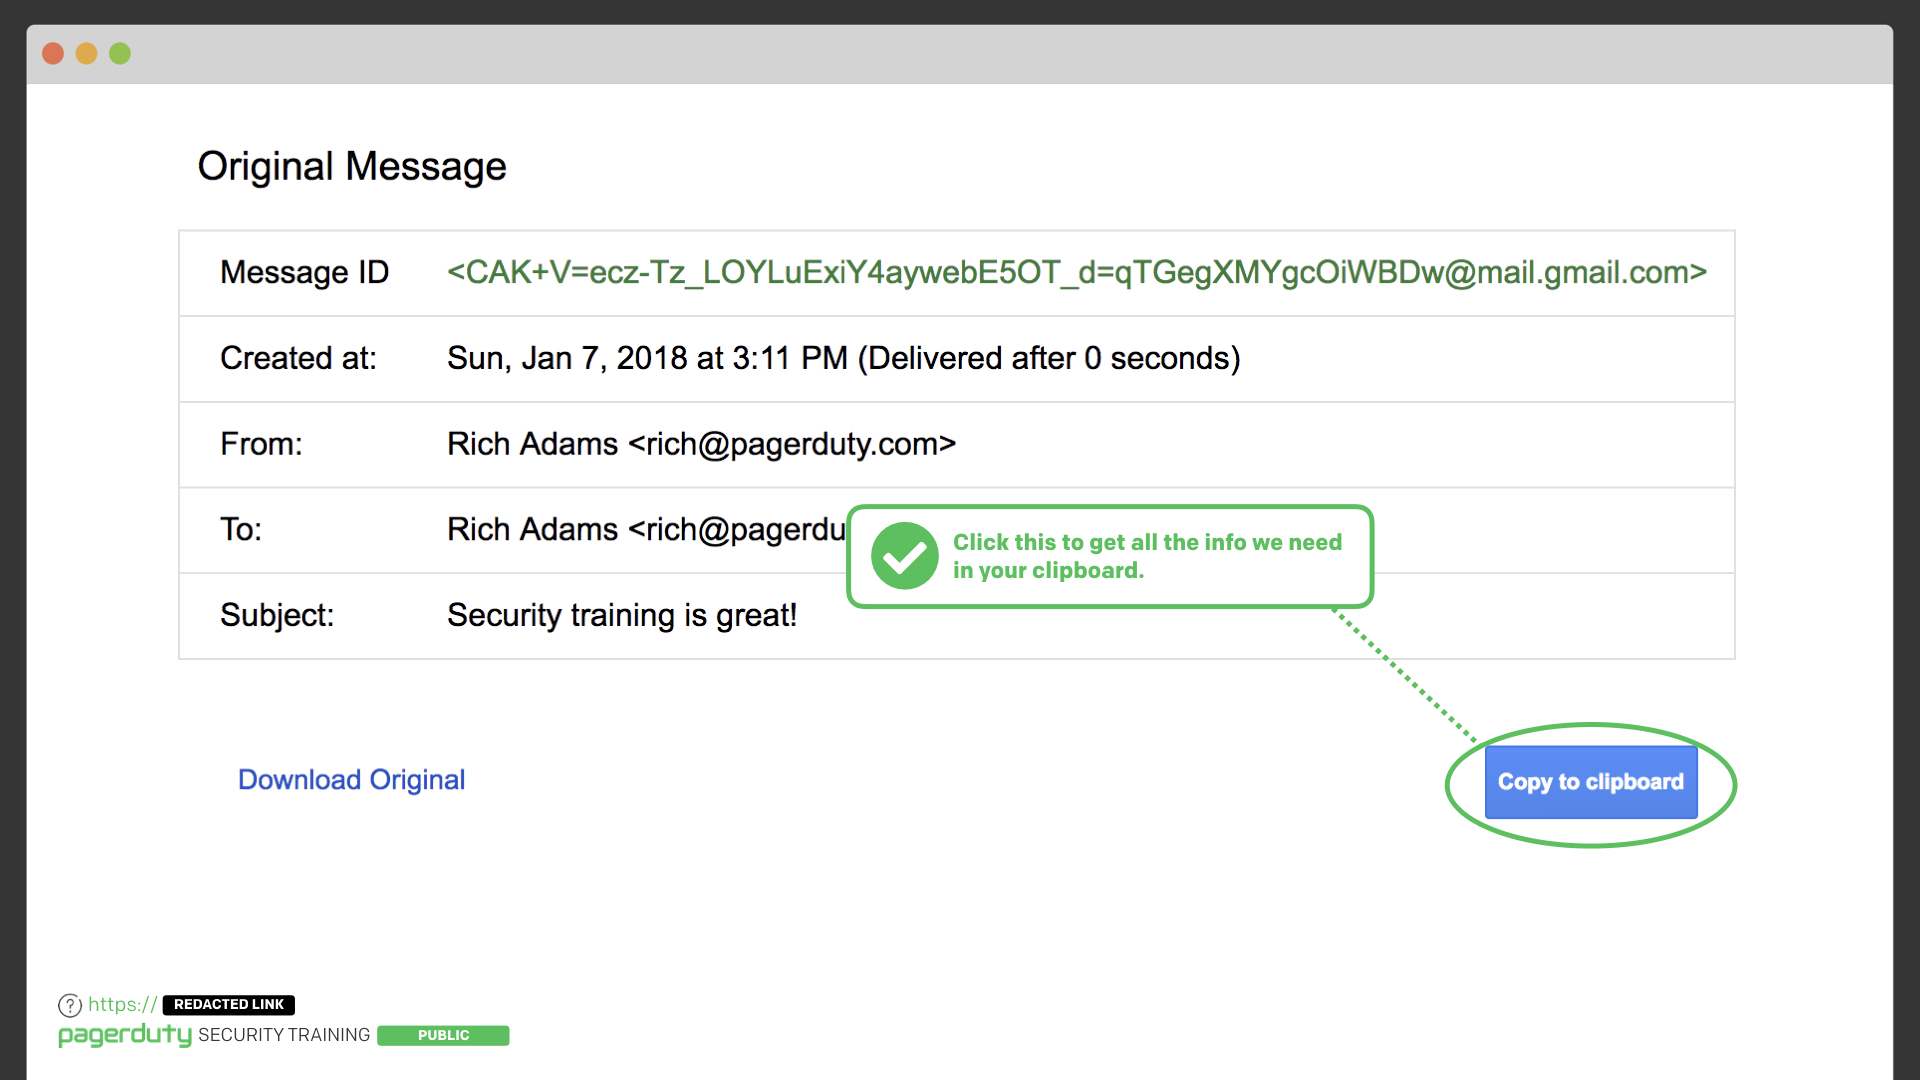 Original Message
Message ID <CAK+V=ecz-Tz_LOYLuExiY4aywebE5OT_d=qTGegXMYgcOiWBDw@mail.gmail.com>
Created at: Sun, Jan 7, 2018 at 3:11 PM (Delivered after 0 seconds)
From: Rich Adams <rich@pagerduty.com>
To: Rich Adams <rich@pagerdu
Click this to get all the info we need
in your clipboard.
Subject: Security training is great!
Download Original
Copy to clipboard
? https:// REDACTED LINK
pagerduty SECURITY TRAINING PUBLIC